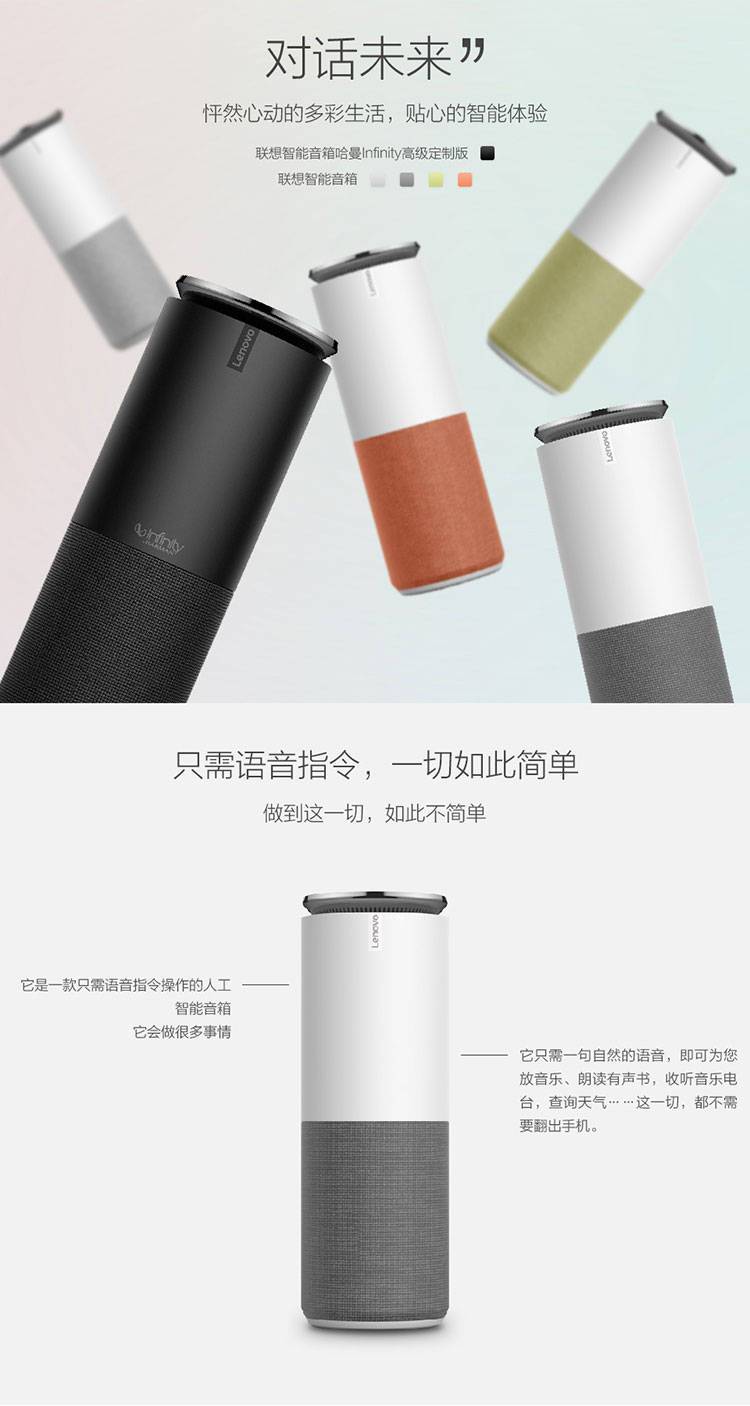 对话未来”
怦然心动的多彩生活，贴心的智能体验
联想智能音箱哈曼Infinity高级定制版
联想智能音箱
Lenovo
Lenovo
Lenovo
Infinity
HARMAN
只需语音指令，一切如此简单
做到这一切，如此不简单
Lenovo
它是一款只需语音指令操作的人工
智能音箱
它会做很多事情
它只需一句自然的语音，即可为您
放音乐、朗读有声书，收听音乐电
台，查询天气……这一切，都不需
要翻出手机。